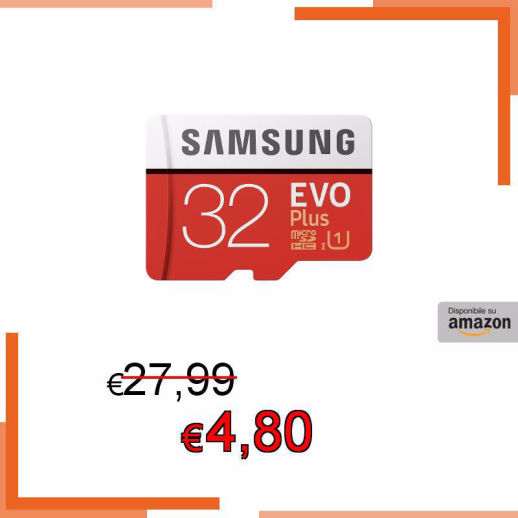 SAMSUNG
32
EVO
Plus
micro
SD
HC I U1
Disponibile su
amazon
€27,99
€4,80